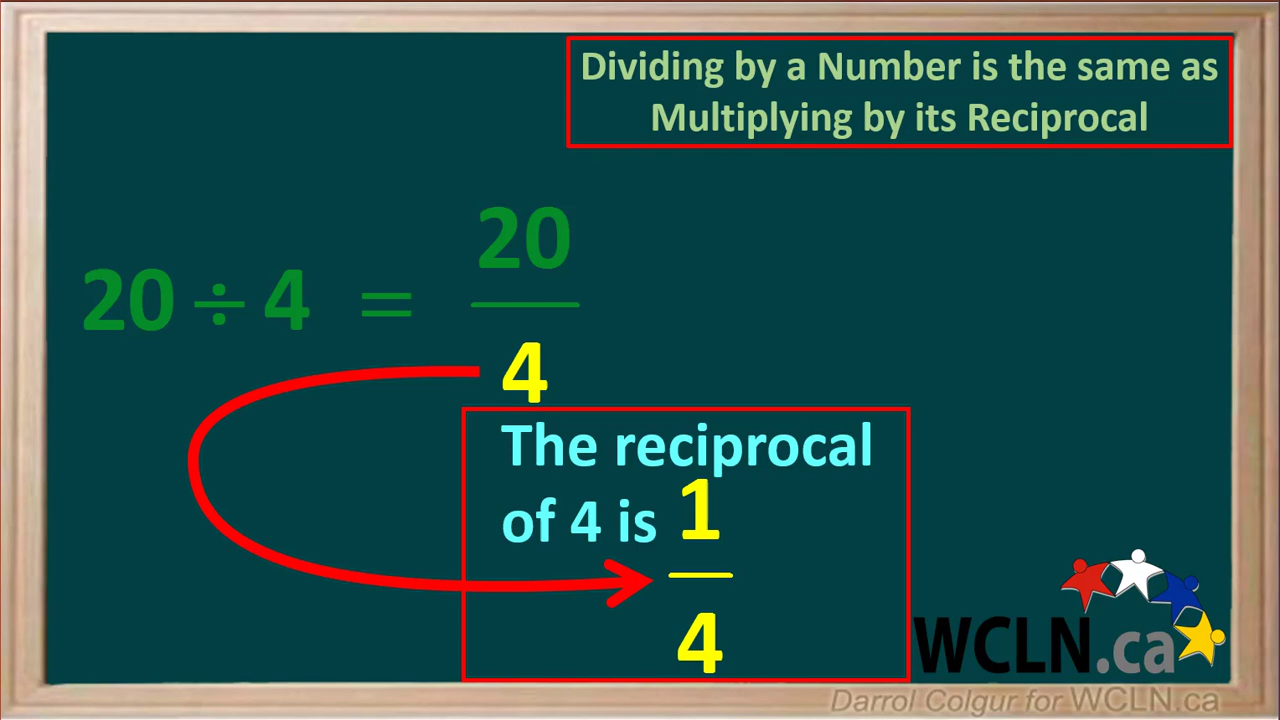 Dividing by a Number is the same as
Multiplying by its Reciprocal
20 ÷ 4 =
20
4
The reciprocal
of 4 is
1
4
WCLN.ca
Darrol Colgur for WCLN.ca